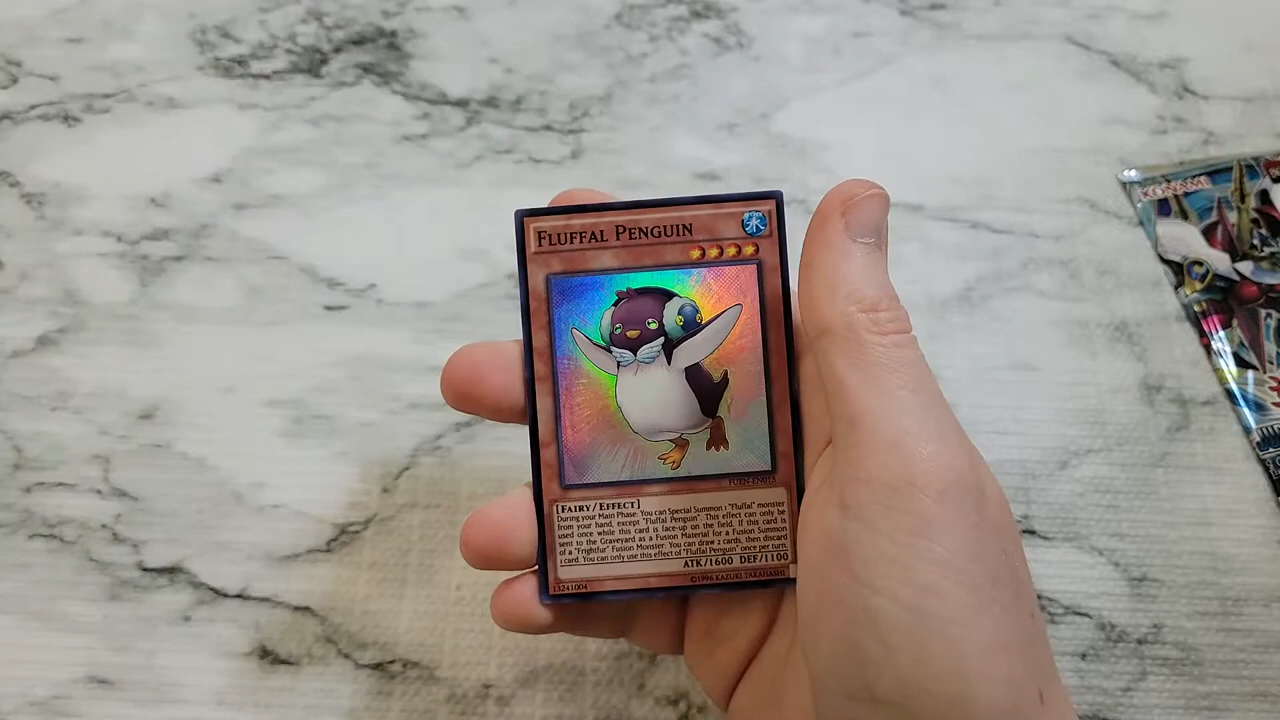 KONAMI
FLUFFAL PENGUIN
水
FUEN-EN015
[FAIRY/EFFECT]
During your Main Phase: You can Special Summon 1 "Fluffal" monster
from your hand, except "Fluffal Penguin". This effect can only be
used once while this card is face-up on the field. If this card is
sent to the Graveyard as a Fusion Material for a Fusion Summon
of a "Frightfur" Fusion Monster: You can draw 2 cards, then discard
1 card. You can only use this effect of "Fluffal Penguin" once per turn.
ATK/1600 DEF/1100
13241004
©1996 KAZUKI TAKAHASHI